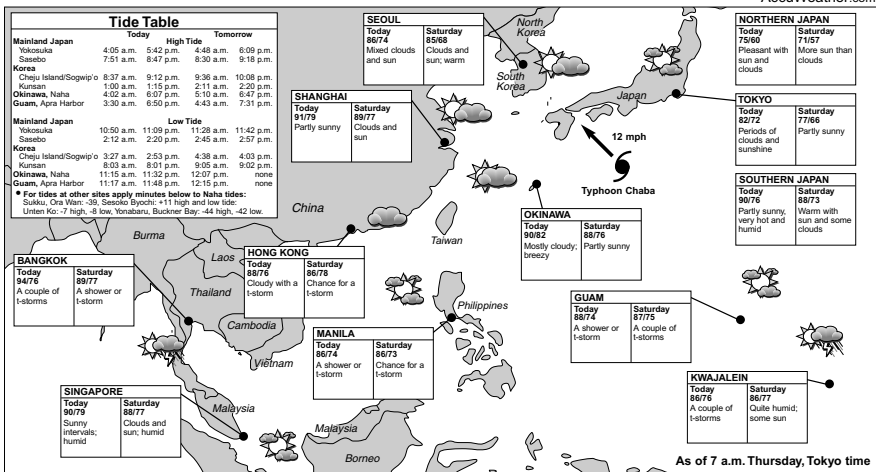 AccuWeather.com
Tide Table
Today Tomorrow
Mainland Japan High Tide
Yokosuka 4:05 a.m. 5:42 p.m. 4:48 a.m. 6:09 p.m.
Sasebo 7:51 a.m. 8:47 p.m. 8:30 a.m. 9:18 p.m.
Korea
Cheju Island/Sogwip'o 8:37 a.m. 9:12 p.m. 9:36 a.m. 10:08 p.m.
Kunsan 1:00 a.m. 1:15 p.m. 2:11 a.m. 2:20 p.m.
Okinawa, Naha 4:02 a.m. 6:07 p.m. 5:10 a.m. 6:47 p.m.
Guam, Apra Harbor 3:30 a.m. 6:50 p.m. 4:43 a.m. 7:31 p.m.
Mainland Japan Low Tide
Yokosuka 10:50 a.m. 11:09 p.m. 11:28 a.m. 11:42 p.m.
Sasebo 2:12 a.m. 2:20 p.m. 2:45 a.m. 2:57 p.m.
Korea
Cheju Island/Sogwip'o 3:27 a.m. 2:53 p.m. 4:38 a.m. 4:03 p.m.
Kunsan 8:03 a.m. 8:01 p.m. 9:05 a.m. 9:02 p.m.
Okinawa, Naha 11:15 a.m. 11:32 p.m. 12:07 p.m. none
Guam, Apra Harbor 11:17 a.m. 11:48 p.m. 12:15 p.m. none
• For tides at other sites apply minutes below to Naha tides:
Sukku, Ora Wan: -39, Sesoko Byochi: +11 high and low tide:
Unten Ko: -7 high, -8 low, Yonabaru, Buckner Bay: -44 high, -42 low.
SEOUL
Today Saturday
86/74 85/68
Mixed clouds Clouds and
and sun sun; warm
North
Korea
South
Korea
NORTHERN JAPAN
Today Saturday
75/60 71/57
Pleasant with More sun than
sun and clouds
clouds
Japan
SHANGHAI
Today Saturday
91/79 89/77
Partly sunny Clouds and
sun
TOKYO
Today Saturday
82/72 77/66
Periods of Partly sunny
clouds and
sunshine
12 mph
Typhoon Chaba
SOUTHERN JAPAN
Today Saturday
90/76 88/73
Partly sunny, Warm with
very hot and sun and some
humid clouds
China
Taiwan
OKINAWA
Today Saturday
90/82 88/76
Mostly cloudy; Partly sunny
breezy
Burma
Laos
Thailand
Cambodia
Vietnam
HONG KONG
Today Saturday
88/76 86/78
Cloudy with a Chance for a
t-storm t-storm
BANGKOK
Today Saturday
94/76 89/77
A couple of A shower or
t-storms t-storm
Philippines
GUAM
Today Saturday
88/74 87/75
A shower or A couple of
t-storm t-storms
MANILA
Today Saturday
86/74 86/73
A shower or Chance for a
t-storm t-storm
KWAJALEIN
Today Saturday
86/76 86/77
A couple of Quite humid;
t-storms some sun
SINGAPORE
Today Saturday
90/79 88/77
Sunny Clouds and
intervals; sun; humid
humid
Malaysia
Malaysia
Borneo
As of 7 a.m. Thursday, Tokyo time